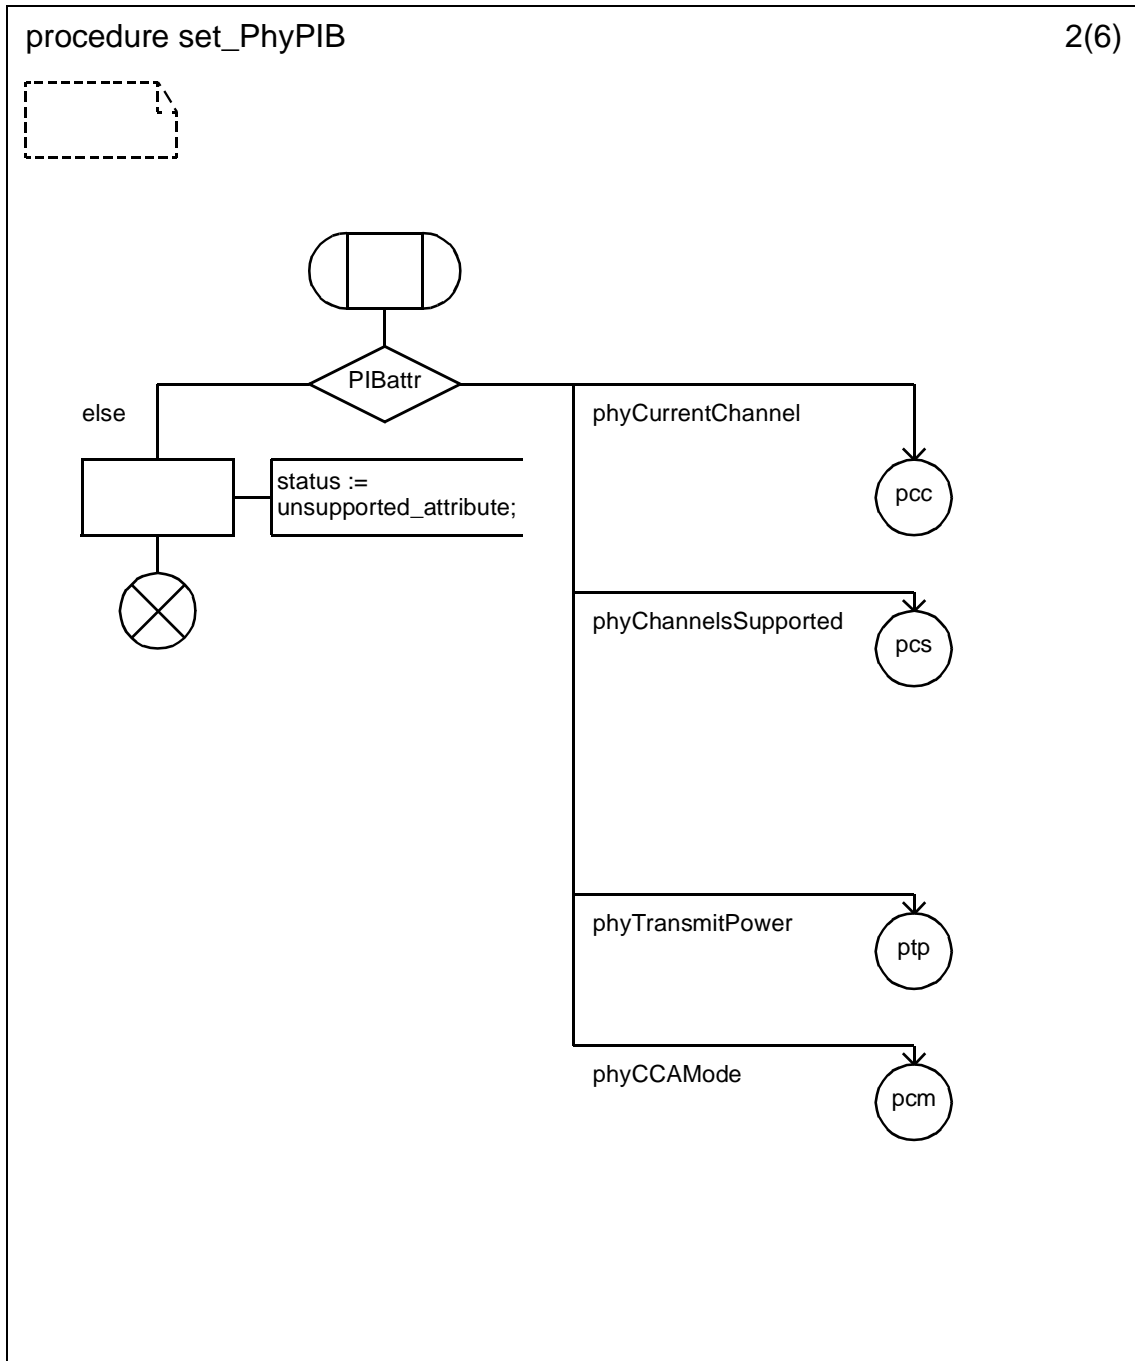 procedure set_PhyPIB
2(6)
PIBattr
else
phyCurrentChannel
status :=
unsupported_attribute;
pcc
phyChannelsSupported
pcs
phyTransmitPower
ptp
phyCCAMode
pcm